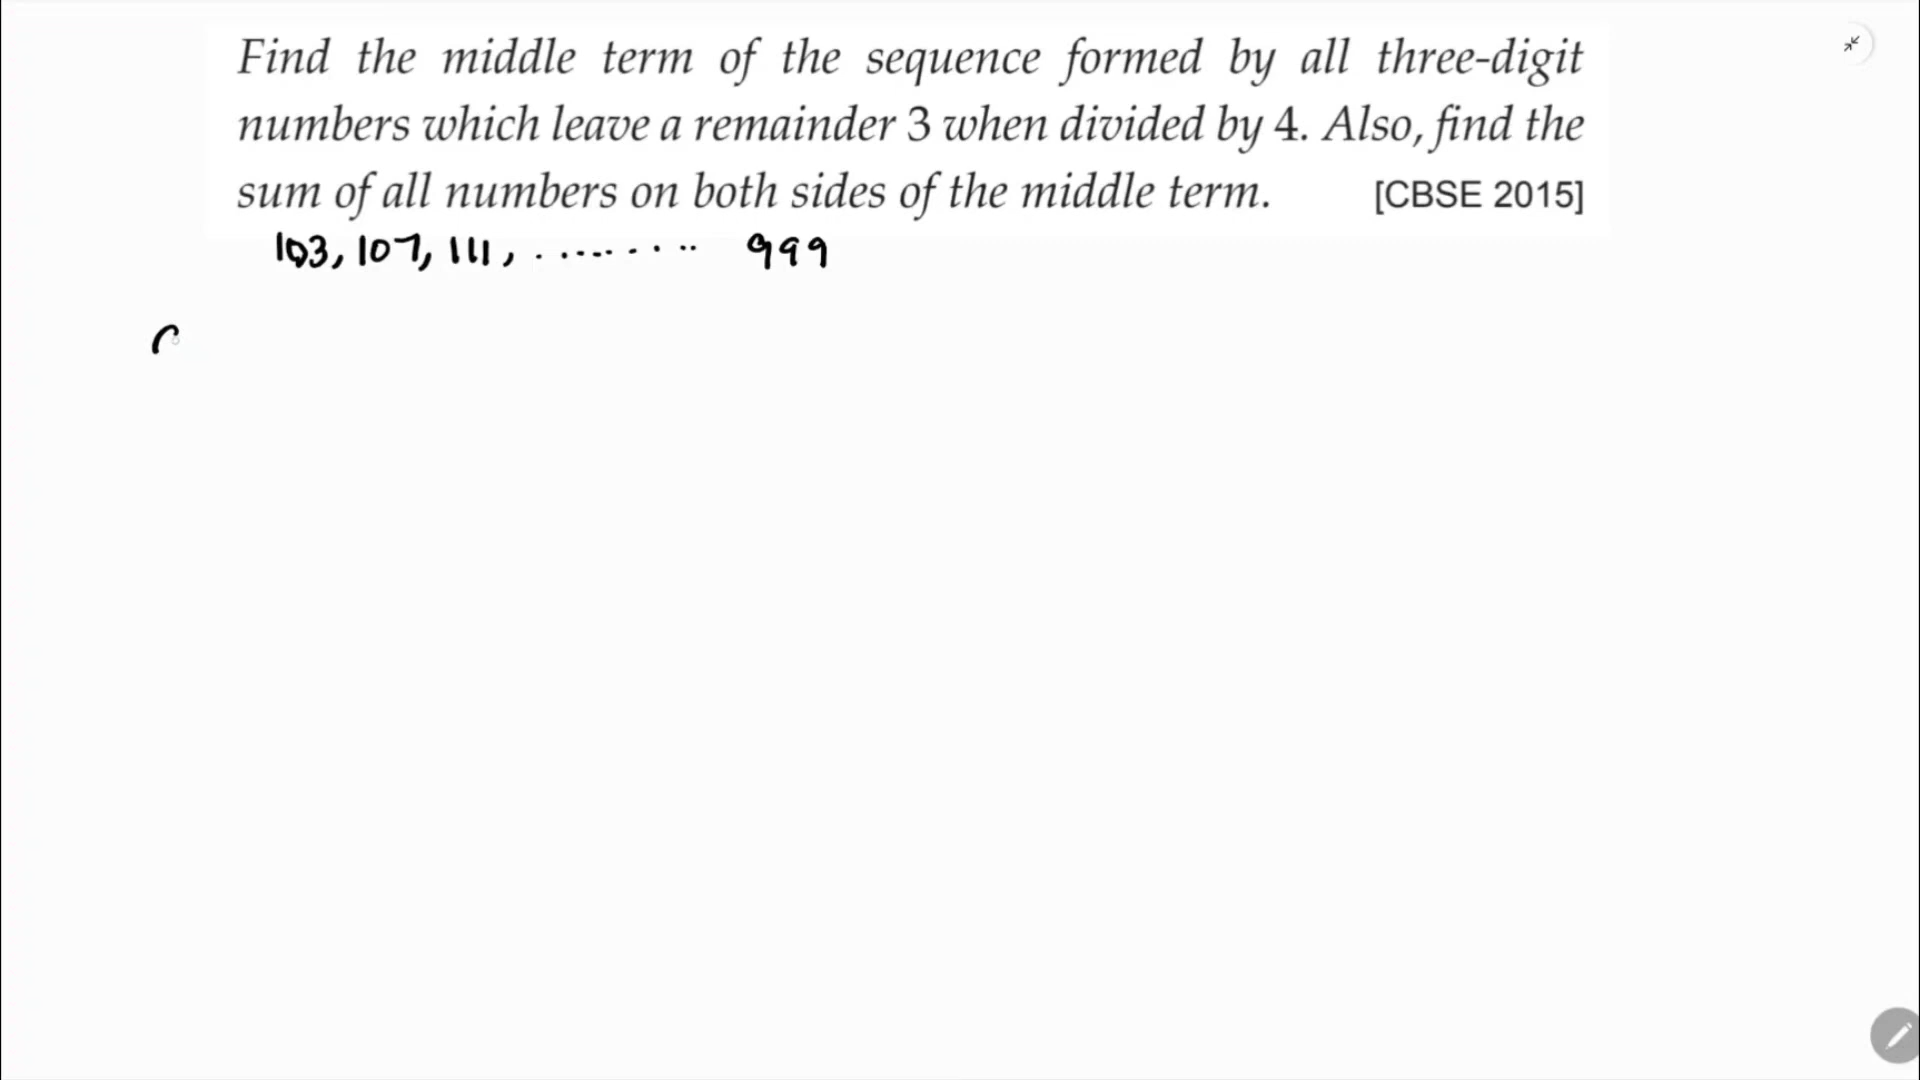 Find the middle term of the sequence formed by all three-digit
numbers which leave a remainder 3 when divided by 4. Also, find the
sum of all numbers on both sides of the middle term. [CBSE 2015]
103, 107, 111, ........... 999